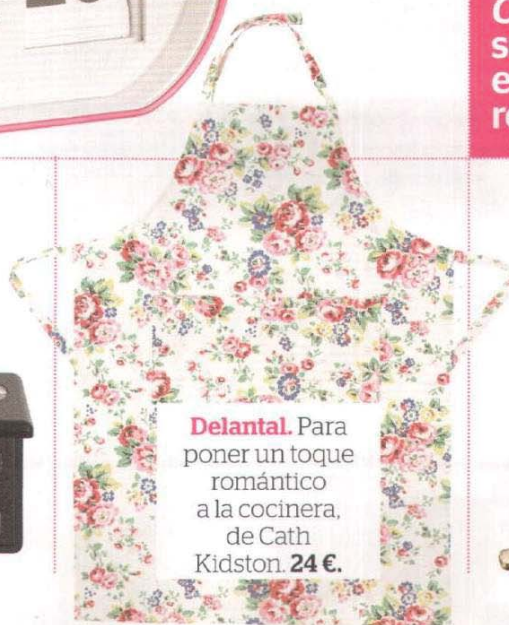 Delantal. Para
poner un toque
romántico
a la cocinera,
de Cath
Kidston. 24 €.